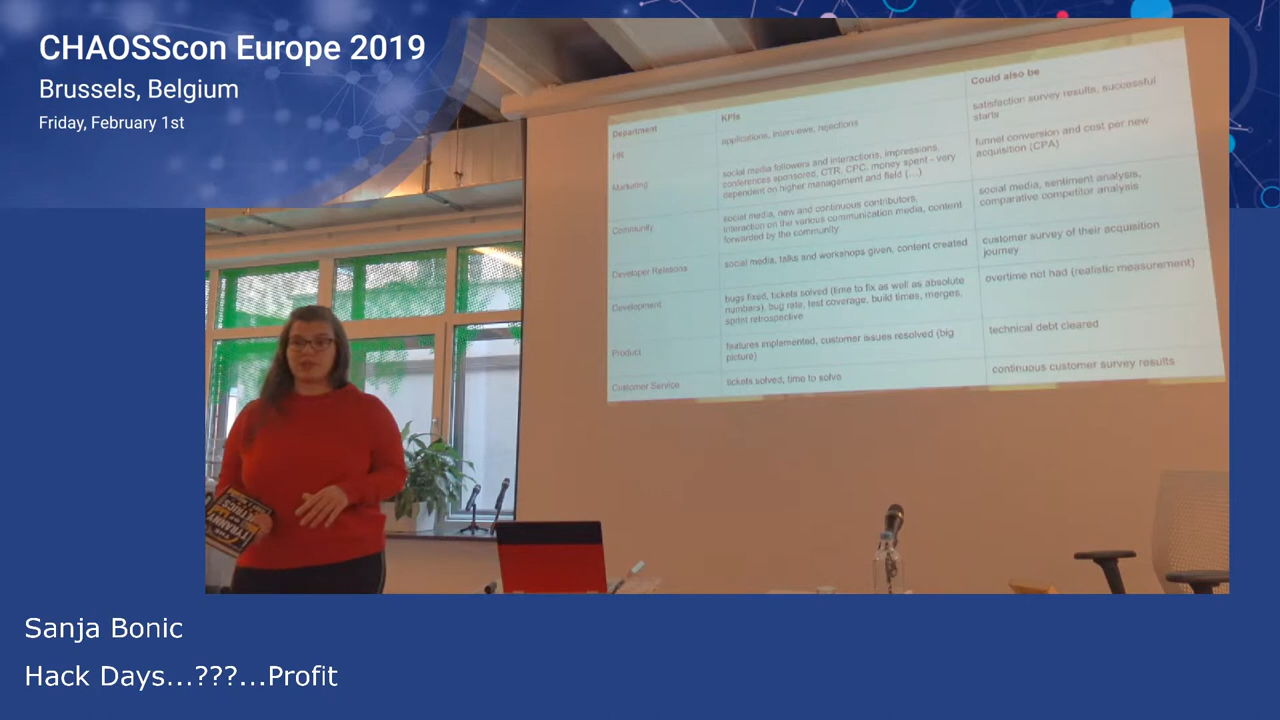 CHAOSScon Europe 2019
Brussels, Belgium
Friday, February 1st
Department
KPIs
Could also be
HR
applications, interviews, rejections
satisfaction survey results, successful
starts
Marketing
social media followers and interactions, impressions,
conferences sponsored, CTR, CPC, money spent - very
dependent on higher management and field (...)
funnel conversion and cost per new
acquisition (CPA)
Community
social media, new and continuous contributors,
interaction on the various communication media, content
forwarded by the community
social media, sentiment analysis,
comparative competitor analysis
Developer Relations
social media, talks and workshops given, content created
customer survey of their acquisition
journey
Development
bugs fixed, tickets solved (time to fix as well as absolute
numbers), bug rate, test coverage, build times, merges,
sprint retrospective
overtime not had (realistic measurement)
Product
features implemented, customer issues resolved (big
picture)
technical debt cleared
Customer Service
tickets solved, time to solve
continuous customer survey results
TYRANNY
METRICS
Sanja Bonic
Hack Days...???...Profit